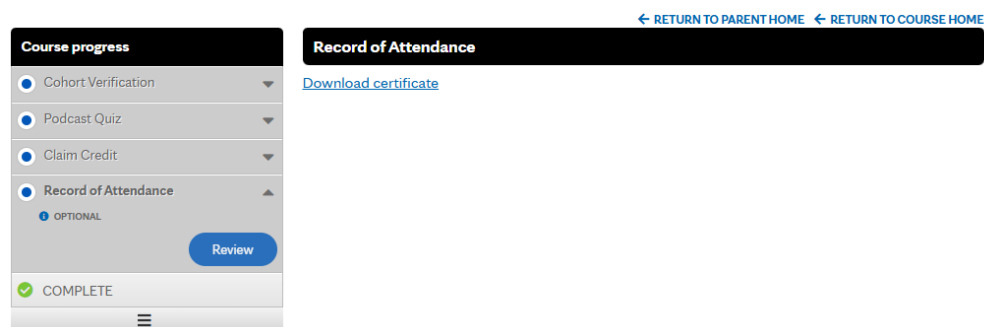 ← RETURN TO PARENT HOME ← RETURN TO COURSE HOME
Course progress
Cohort Verification
Podcast Quiz
Claim Credit
Record of Attendance
OPTIONAL
Review
COMPLETE
Record of Attendance
Download certificate